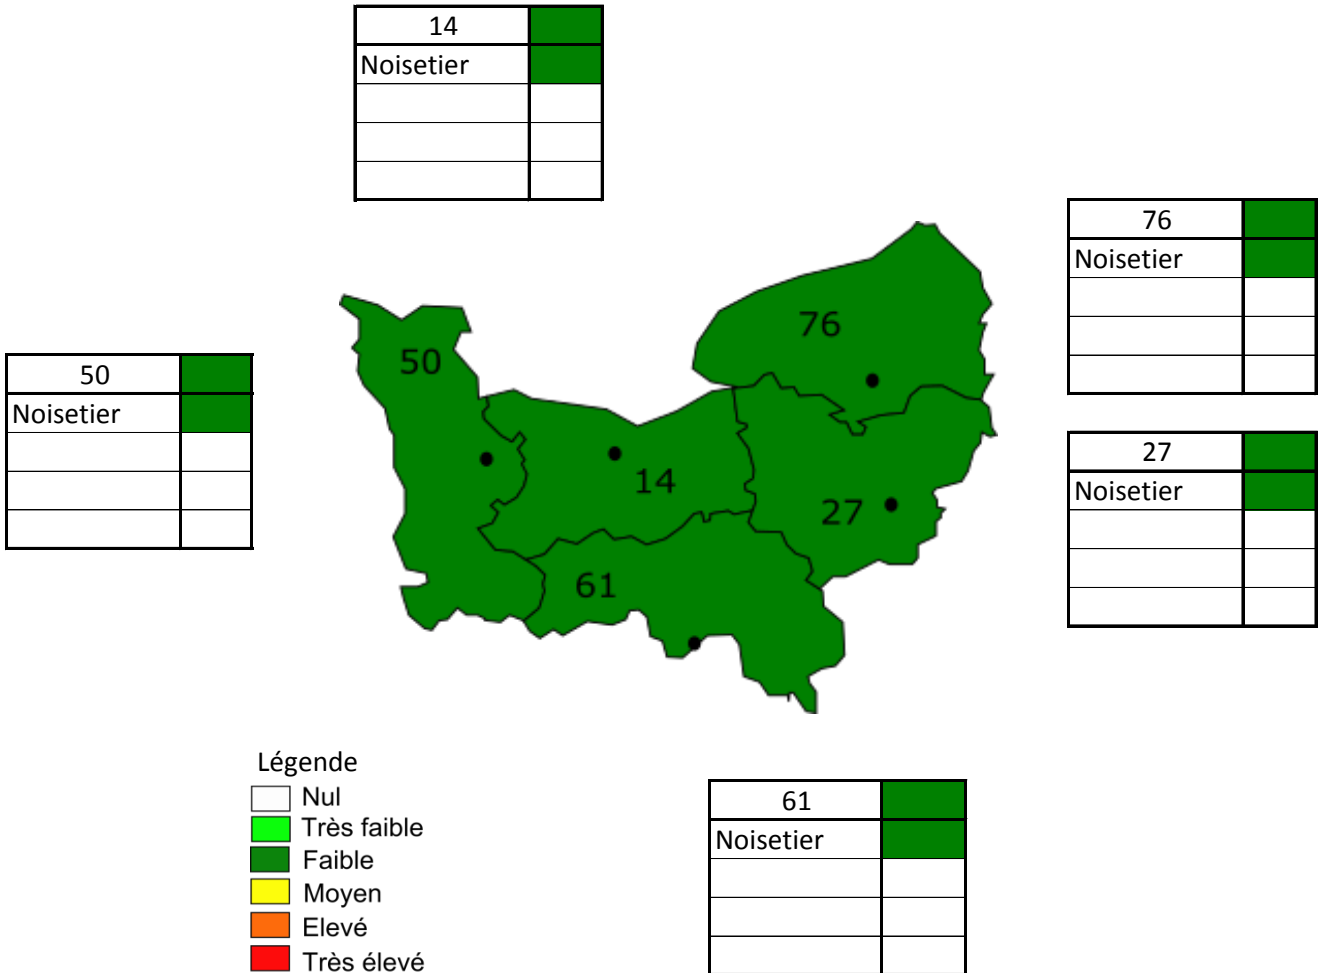 14
Noisetier
76
Noisetier
50
Noisetier
27
Noisetier
76
50
14
27
61
Légende
Nul
Très faible
Faible
Moyen
Elevé
Très élevé
61
Noisetier